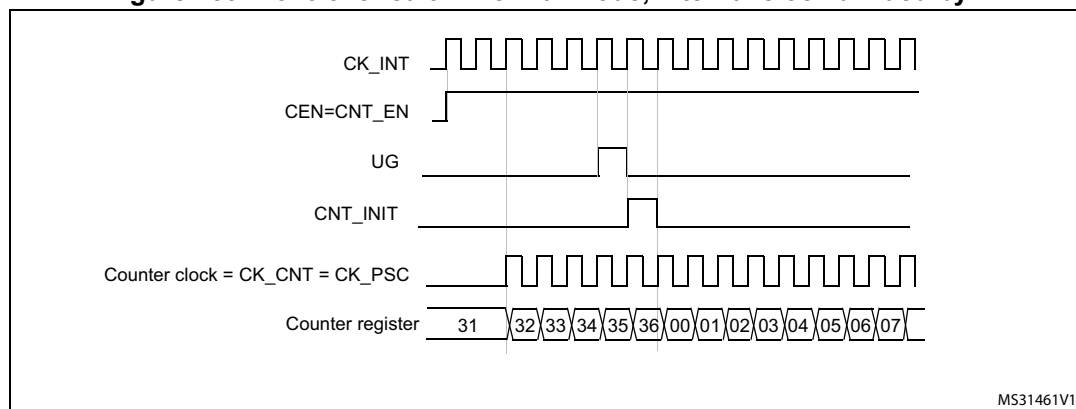 CK_INT
CEN=CNT_EN
UG
CNT_INIT
Counter clock = CK_CNT = CK_PSC
Counter register 31 32 33 34 35 36 00 01 02 03 04 05 06 07
MS31461V1